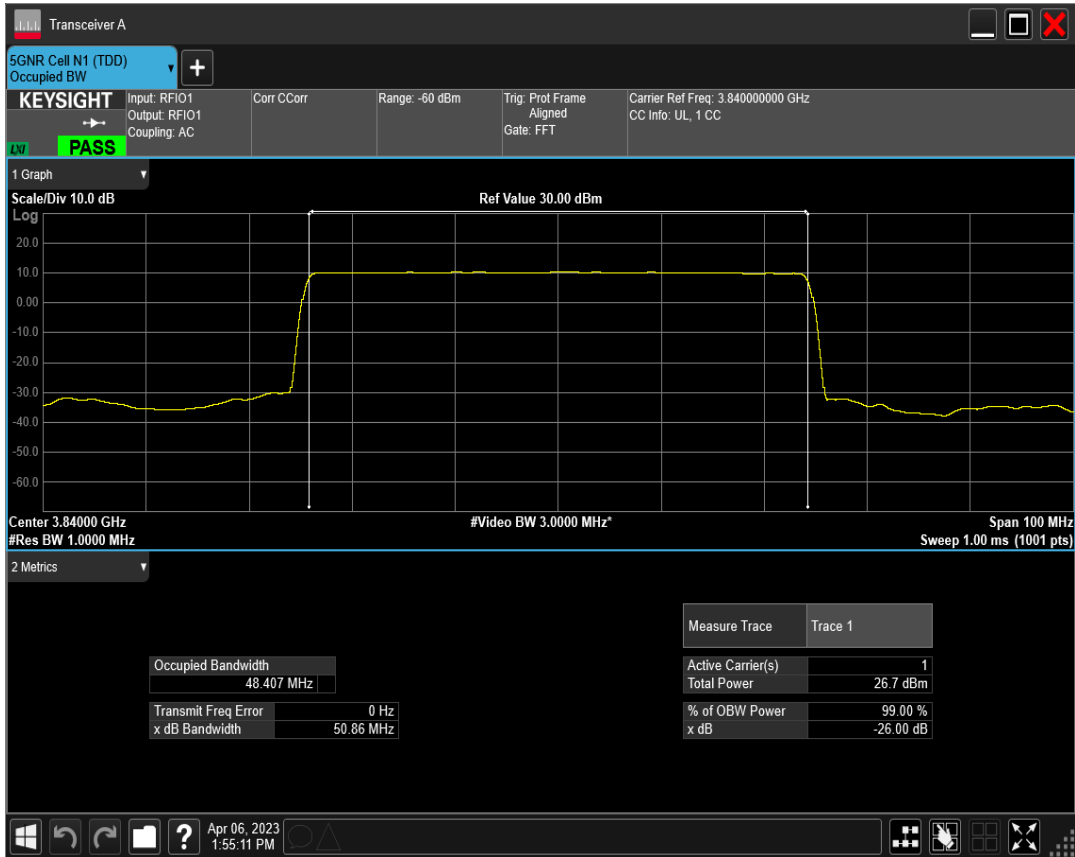 Transceiver A
5GNR Cell N1 (TDD)
Occupied BW
+
KEYSIGHT
LXI
PASS
Input: RFIO1
Output: RFIO1
Coupling: AC
Corr CCorr
Range: -60 dBm
Trig: Prot Frame
Aligned
Gate: FFT
Carrier Ref Freq: 3.840000000 GHz
CC Info: UL, 1 CC
1 Graph
Scale/Div 10.0 dB
Ref Value 30.00 dBm
Log
20.0
10.0
0.00
-10.0
-20.0
-30.0
-40.0
-50.0
-60.0
Center 3.84000 GHz
#Video BW 3.0000 MHz*
Span 100 MHz
#Res BW 1.0000 MHz
Sweep 1.00 ms (1001 pts)
2 Metrics
Measure Trace Trace 1
Occupied Bandwidth
48.407 MHz
Active Carrier(s) 1
Total Power 26.7 dBm
Transmit Freq Error 0 Hz
x dB Bandwidth 50.86 MHz
% of OBW Power 99.00 %
x dB -26.00 dB
?
Apr 06, 2023
1:55:11 PM